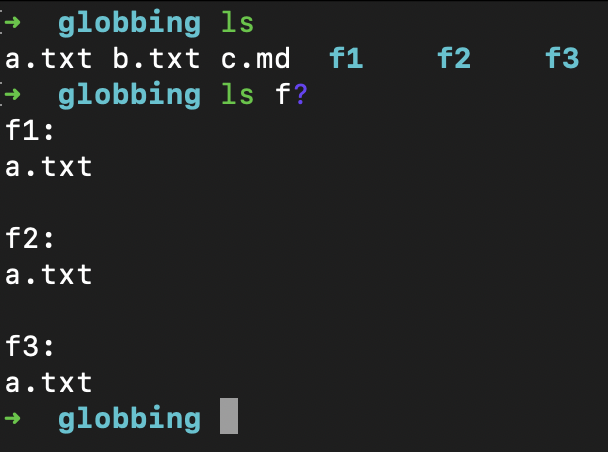 ➜  globbing ls
a.txt b.txt c.md  f1    f2    f3
➜  globbing ls f?
f1:
a.txt

f2:
a.txt

f3:
a.txt
➜  globbing